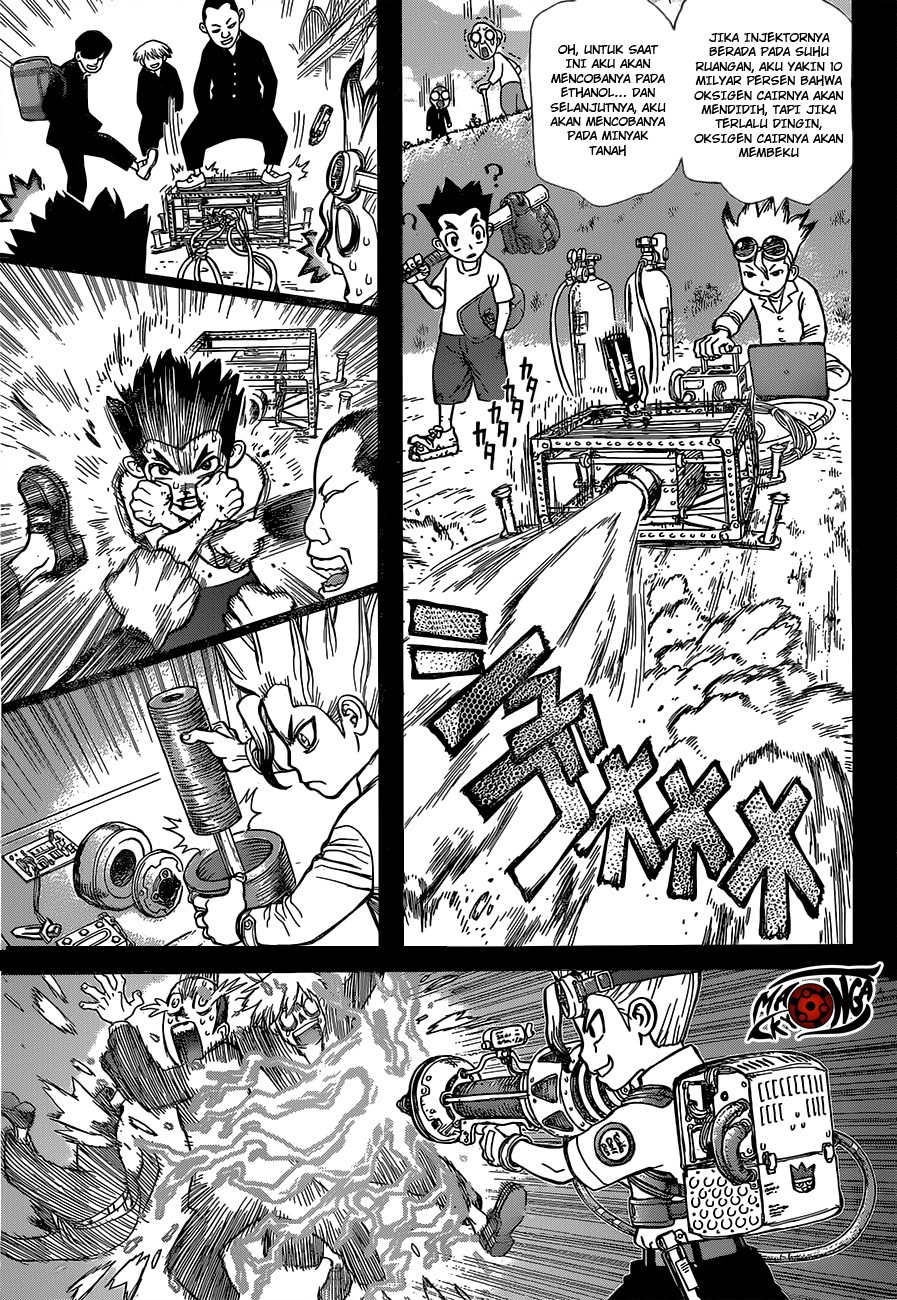 JIKA INJEKTORNYA
BERADA PADA SUHU
RUANGAN, AKU YAKIN 10
MILYAR PERSEN BAHWA
OKSIGEN CAIRNYA AKAN
MENDIDIH, TAPI JIKA
TERLALU DINGIN,
OKSIGEN CAIRNYA AKAN
MEMBEKU
OH, UNTUK SAAT
INI AKU AKAN
MENCOBANYA PADA
ETHANOL... DAN
SELANJUTNYA, AKU
AKAN MENCOBANYA
PADA MINYAK
TANAH
?
?
カタカタカタ